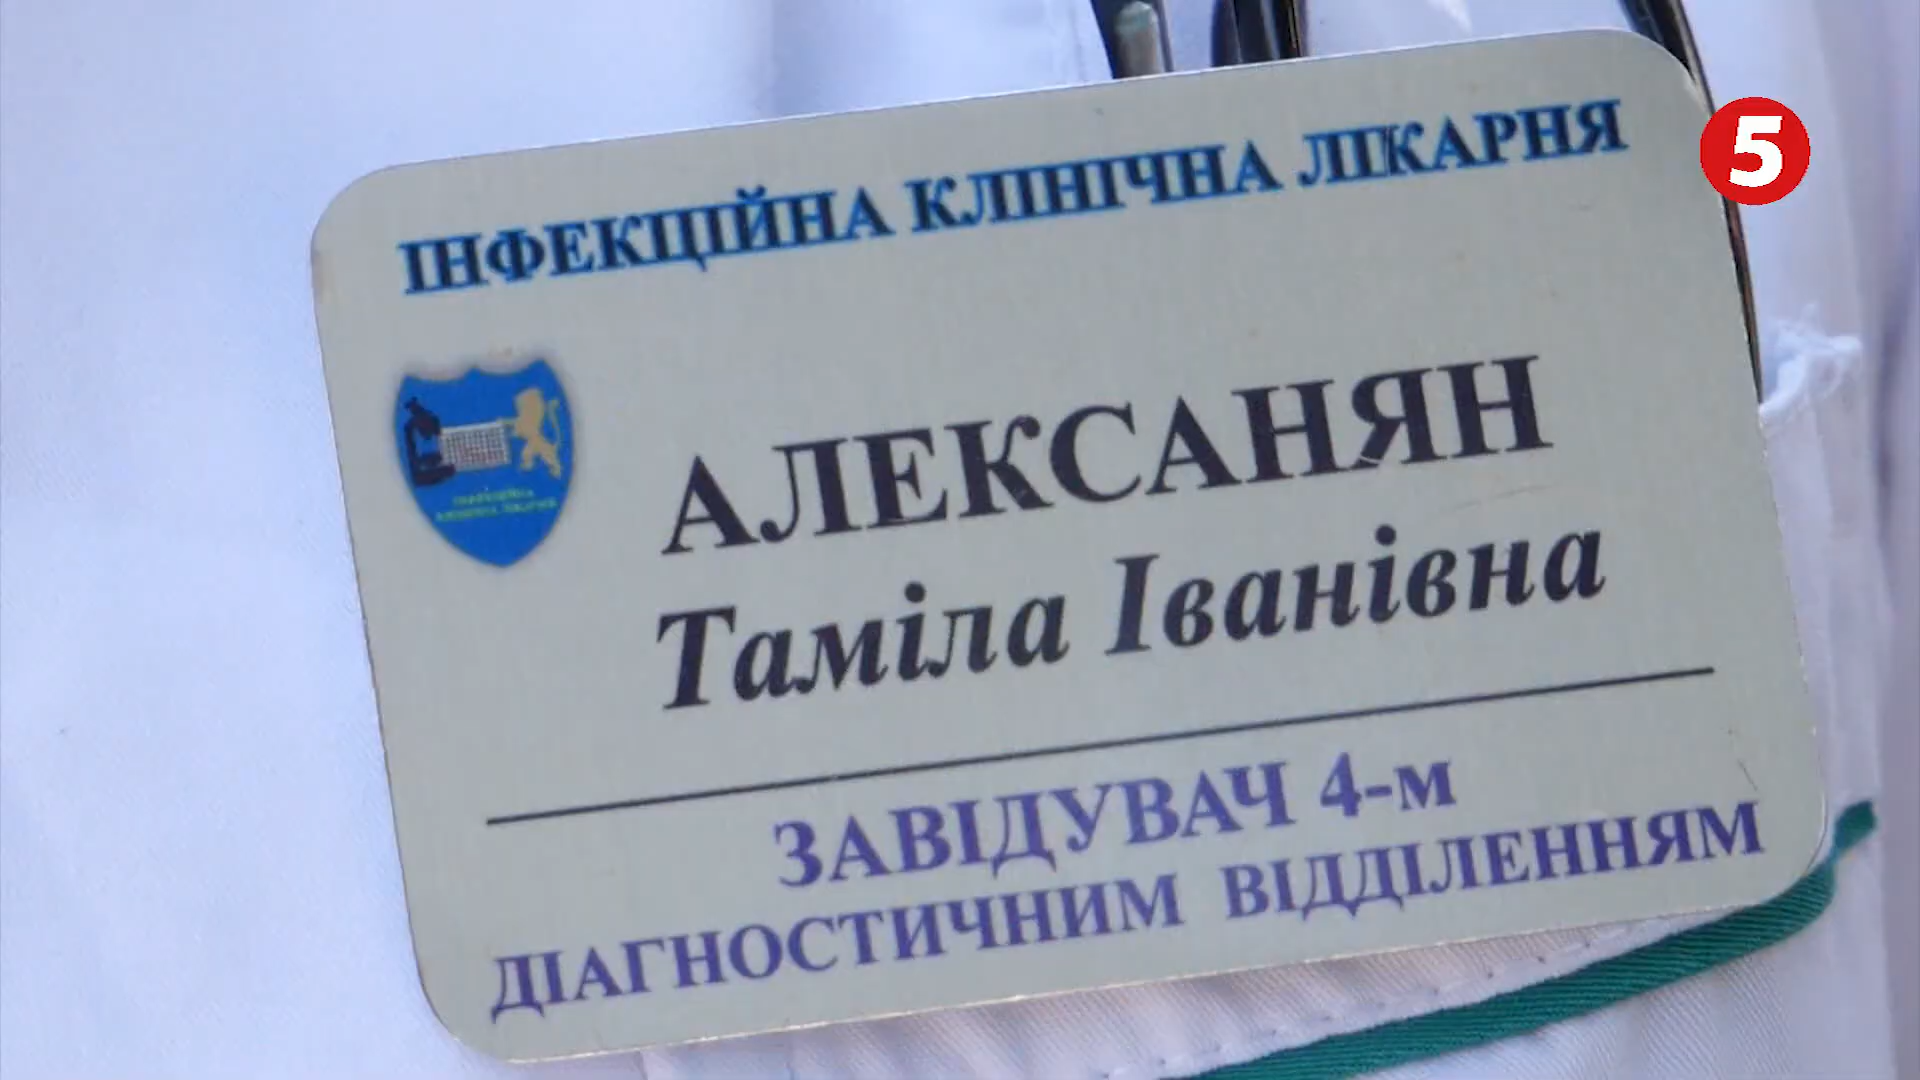 ІНФЕКЦІЙНА КЛІНІЧНА ЛІКАРНЯ
5
АЛЕКСАНЯН
Таміла Іванівна
ЗАВІДУВАЧ 4-м
ДІАГНОСТИЧНИМ ВІДДІЛЕННЯМ